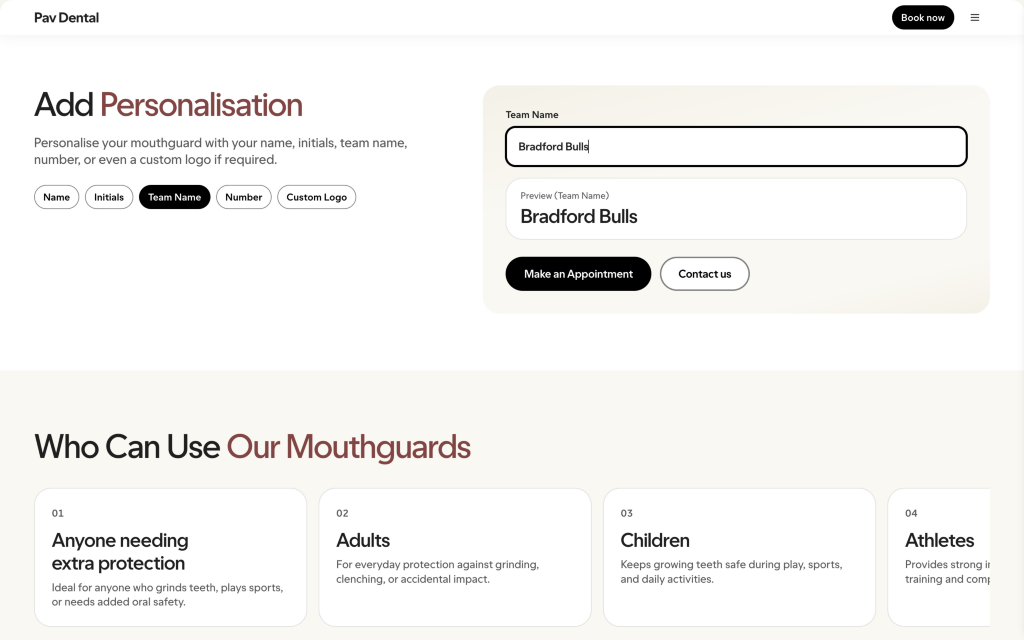 Pav Dental
Book now
Add Personalisation
Personalise your mouthguard with your name, initials, team name,
number, or even a custom logo if required.
Name
Initials
Team Name
Number
Custom Logo
Team Name
Bradford Bulls
Preview (Team Name)
Bradford Bulls
Make an Appointment
Contact us
Who Can Use Our Mouthguards
01
Anyone needing
extra protection
Ideal for anyone who grinds teeth, plays sports,
or needs added oral safety.
02
Adults
For everyday protection against grinding,
clenching, or accidental impact.
03
Children
Keeps growing teeth safe during play, sports,
and daily activities.
04
Athletes
Provides strong
training and